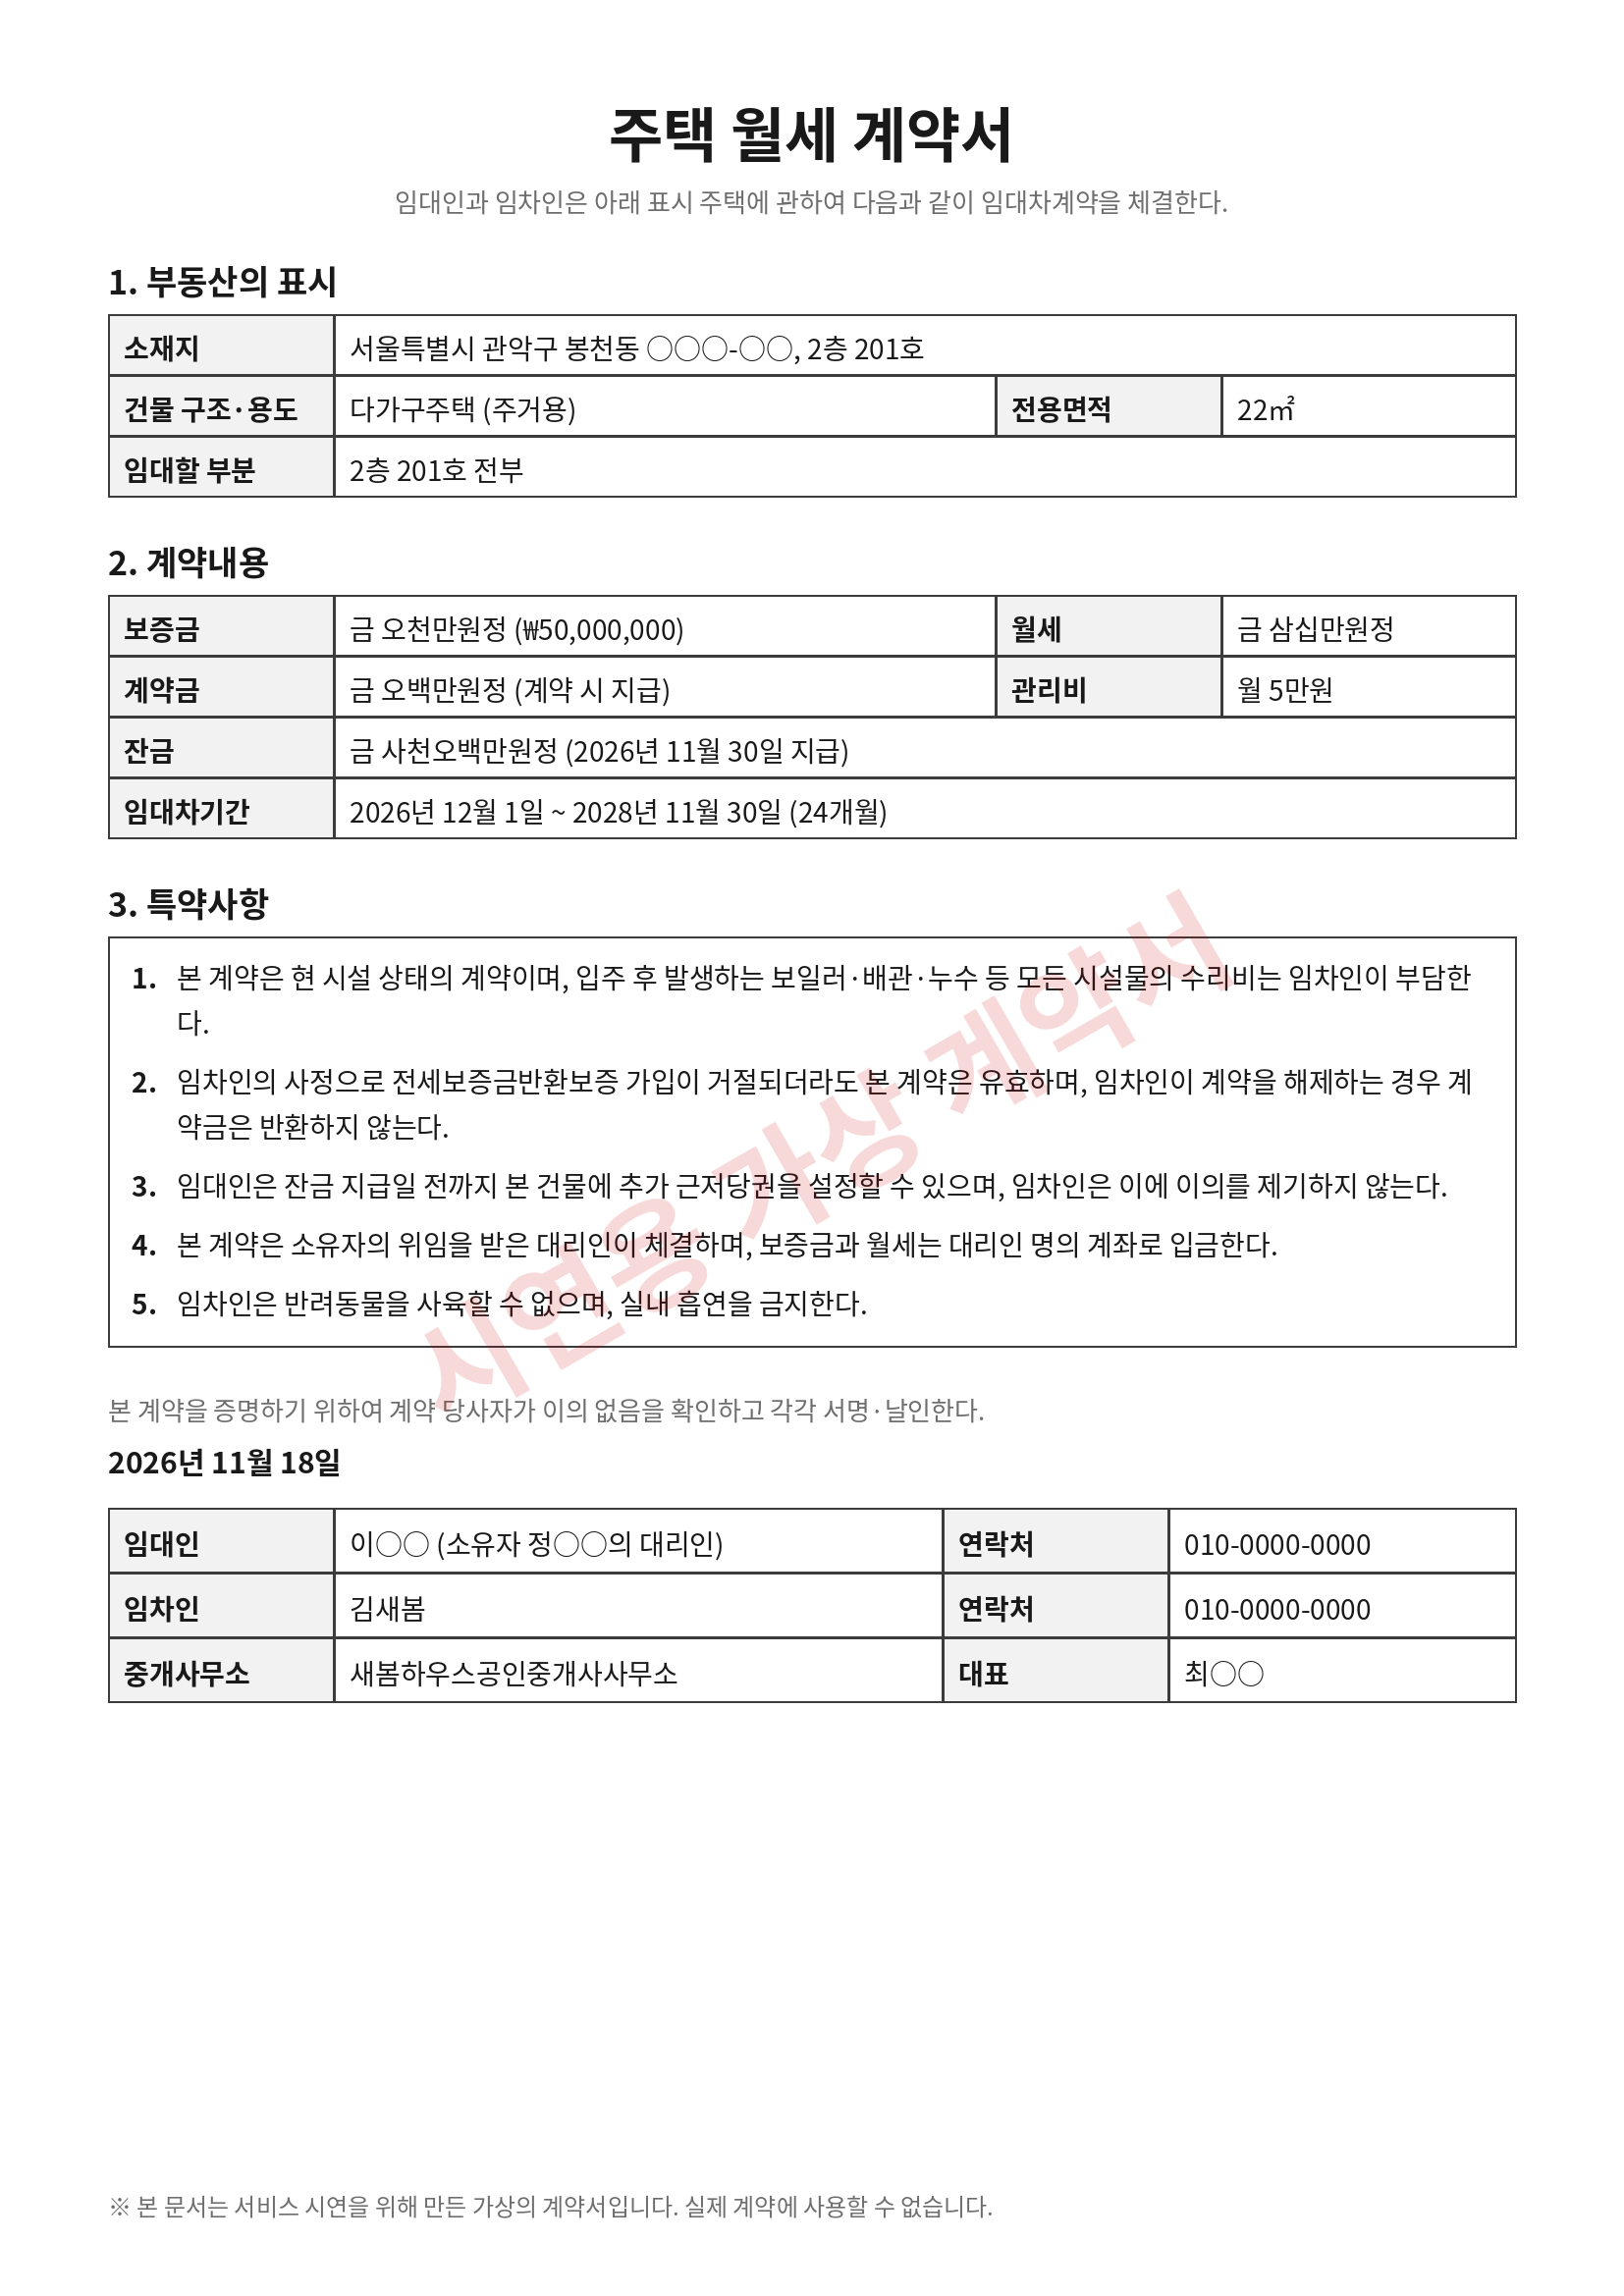 주택 월세 계약서
임대인과 임차인은 아래 표시 주택에 관하여 다음과 같이 임대차계약을 체결한다.
1. 부동산의 표시
소재지 서울특별시 관악구 봉천동 ○○○-○○, 2층 201호
건물 구조·용도 다가구주택 (주거용) 전용면적 22㎡
임대할 부분 2층 201호 전부
2. 계약내용
보증금 금 오천만원정 (₩50,000,000) 월세 금 삼십만원정
계약금 금 오백만원정 (계약 시 지급) 관리비 월 5만원
잔금 금 사천오백만원정 (2026년 11월 30일 지급)
임대차기간 2026년 12월 1일 ~ 2028년 11월 30일 (24개월)
3. 특약사항
1. 본 계약은 현 시설 상태의 계약이며, 입주 후 발생하는 보일러·배관·누수 등 모든 시설물의 수리비는 임차인이 부담한
다.
2. 임차인의 사정으로 전세보증금반환보증 가입이 거절되더라도 본 계약은 유효하며, 임차인이 계약을 해제하는 경우 계
약금은 반환하지 않는다.
3. 임대인은 잔금 지급일 전까지 본 건물에 추가 근저당권을 설정할 수 있으며, 임차인은 이에 이의를 제기하지 않는다.
4. 본 계약은 소유자의 위임을 받은 대리인이 체결하며, 보증금과 월세는 대리인 명의 계좌로 입금한다.
5. 임차인은 반려동물을 사육할 수 없으며, 실내 흡연을 금지한다.
시연용 가상 계약서
본 계약을 증명하기 위하여 계약 당사자가 이의 없음을 확인하고 각각 서명·날인한다.
2026년 11월 18일
임대인 이○○ (소유자 정○○의 대리인) 연락처 010-0000-0000
임차인 김새봄 연락처 010-0000-0000
중개사무소 새봄하우스공인중개사사무소 대표 최○○
※ 본 문서는 서비스 시연을 위해 만든 가상의 계약서입니다. 실제 계약에 사용할 수 없습니다.